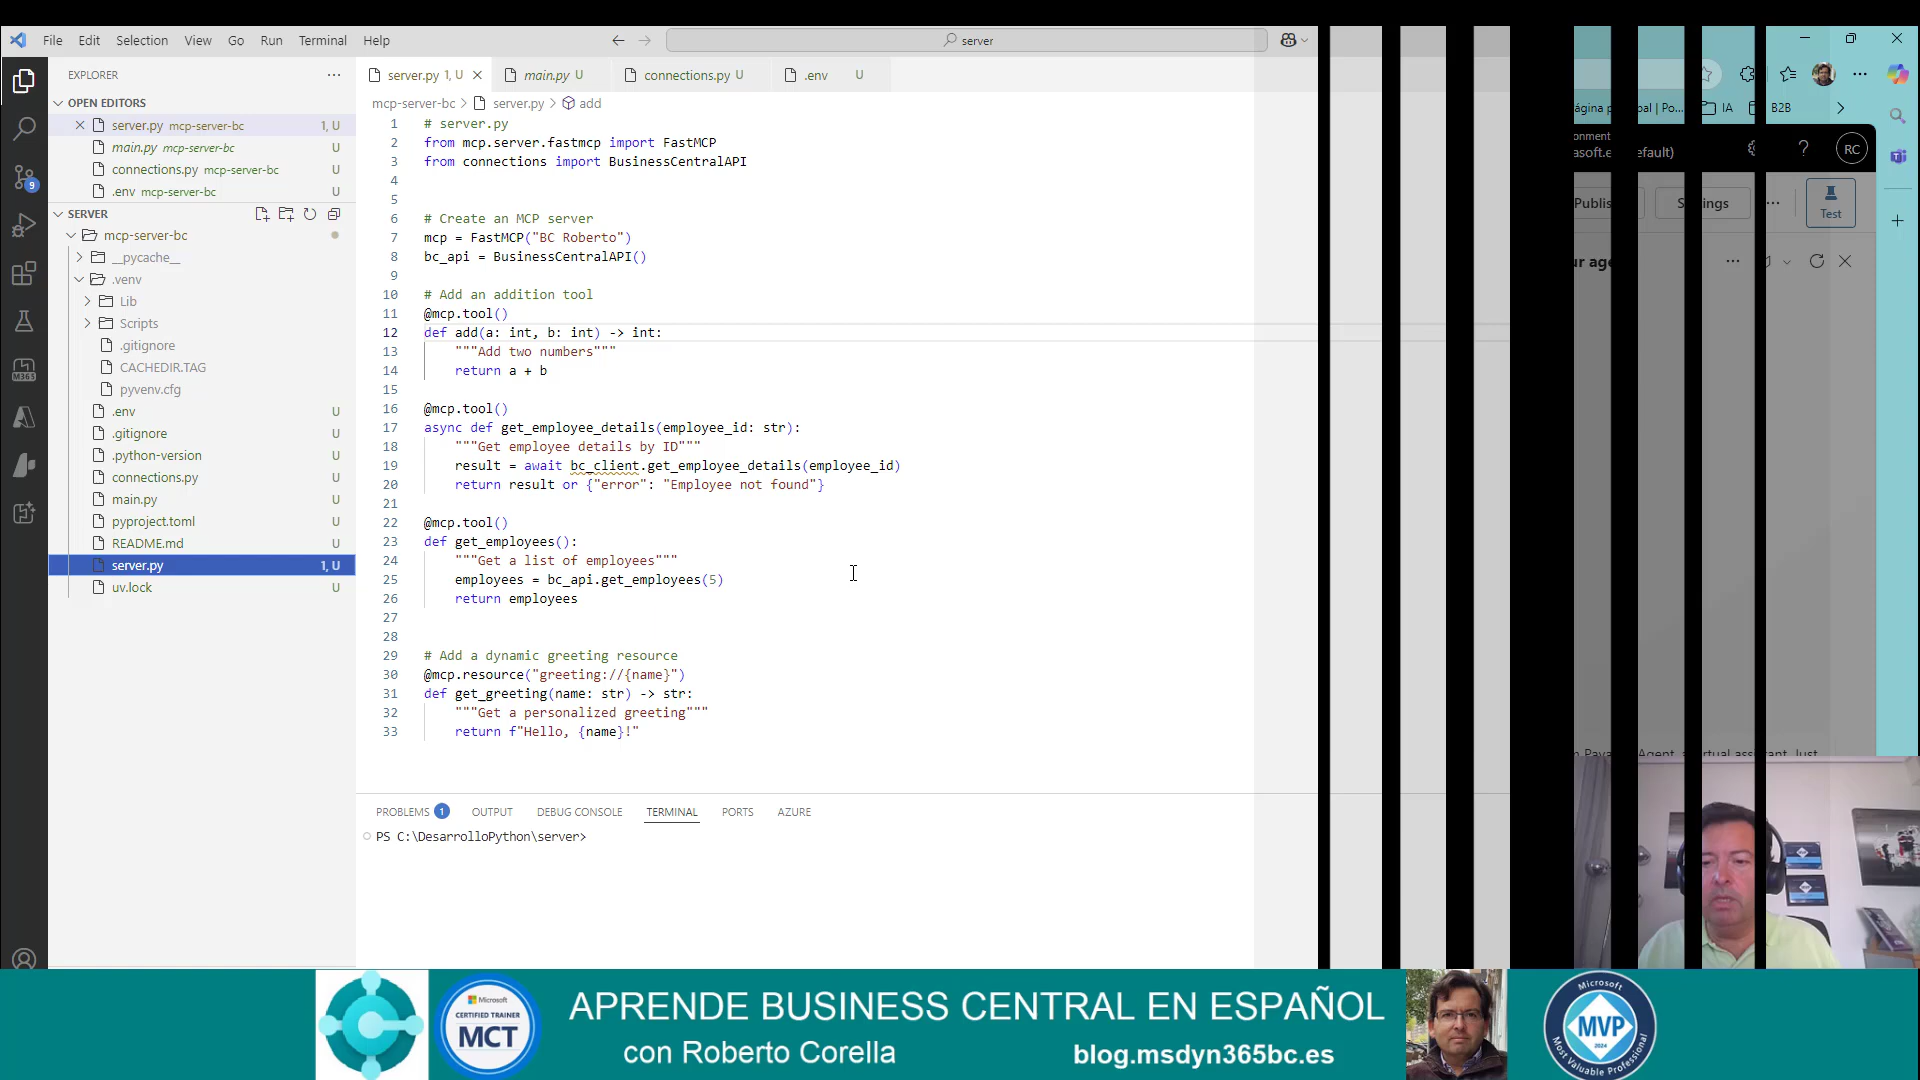 File Edit Selection View Go Run Terminal Help
server
EXPLORER
OPEN EDITORS
server.py mcp-server-bc 1, U
main.py mcp-server-bc U
connections.py mcp-server-bc U
.env mcp-server-bc U
SERVER
mcp-server-bc
__pycache__
.venv
Lib
Scripts
.gitignore
CACHEDIR.TAG
pyvenv.cfg
.env U
.gitignore U
.python-version U
connections.py U
main.py U
pyproject.toml U
README.md U
server.py 1, U
uv.lock U
9
M365
server.py 1, U
main.py U
connections.py U
.env U
mcp-server-bc > server.py > add
1 # server.py
2 from mcp.server.fastmcp import FastMCP
3 from connections import BusinessCentralAPI
4
5
6 # Create an MCP server
7 mcp = FastMCP("BC Roberto")
8 bc_api = BusinessCentralAPI()
9
10 # Add an addition tool
11 @mcp.tool()
12 def add(a: int, b: int) -> int:
13 """Add two numbers"""
14 return a + b
15
16 @mcp.tool()
17 async def get_employee_details(employee_id: str):
18 """Get employee details by ID"""
19 result = await bc_client.get_employee_details(employee_id)
20 return result or {"error": "Employee not found"}
21
22 @mcp.tool()
23 def get_employees():
24 """Get a list of employees"""
25 employees = bc_api.get_employees(5)
26 return employees
27
28
29 # Add a dynamic greeting resource
30 @mcp.resource("greeting://{name}")
31 def get_greeting(name: str) -> str:
32 """Get a personalized greeting"""
33 return f"Hello, {name}!"
PROBLEMS 1 OUTPUT DEBUG CONSOLE TERMINAL PORTS AZURE
PS C:\DesarrolloPython\server>
IA B2B
RC
Publis
Test
Microsoft
CERTIFIED TRAINER
MCT
APRENDE BUSINESS CENTRAL EN ESPAÑOL
con Roberto Corella
blog.msdyn365bc.es
Microsoft
MVP
2024
Most Valuable Professional